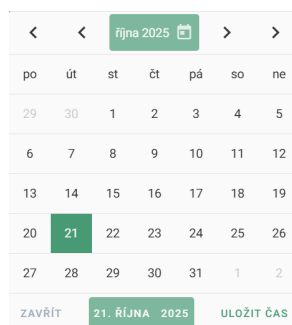 října 2025
po út st čt pá so ne
29 30 1 2 3 4 5
6 7 8 9 10 11 12
13 14 15 16 17 18 19
20 21 22 23 24 25 26
27 28 29 30 31 1 2
ZAVŘÍT 21. ŘÍJNA 2025 ULOŽIT ČAS